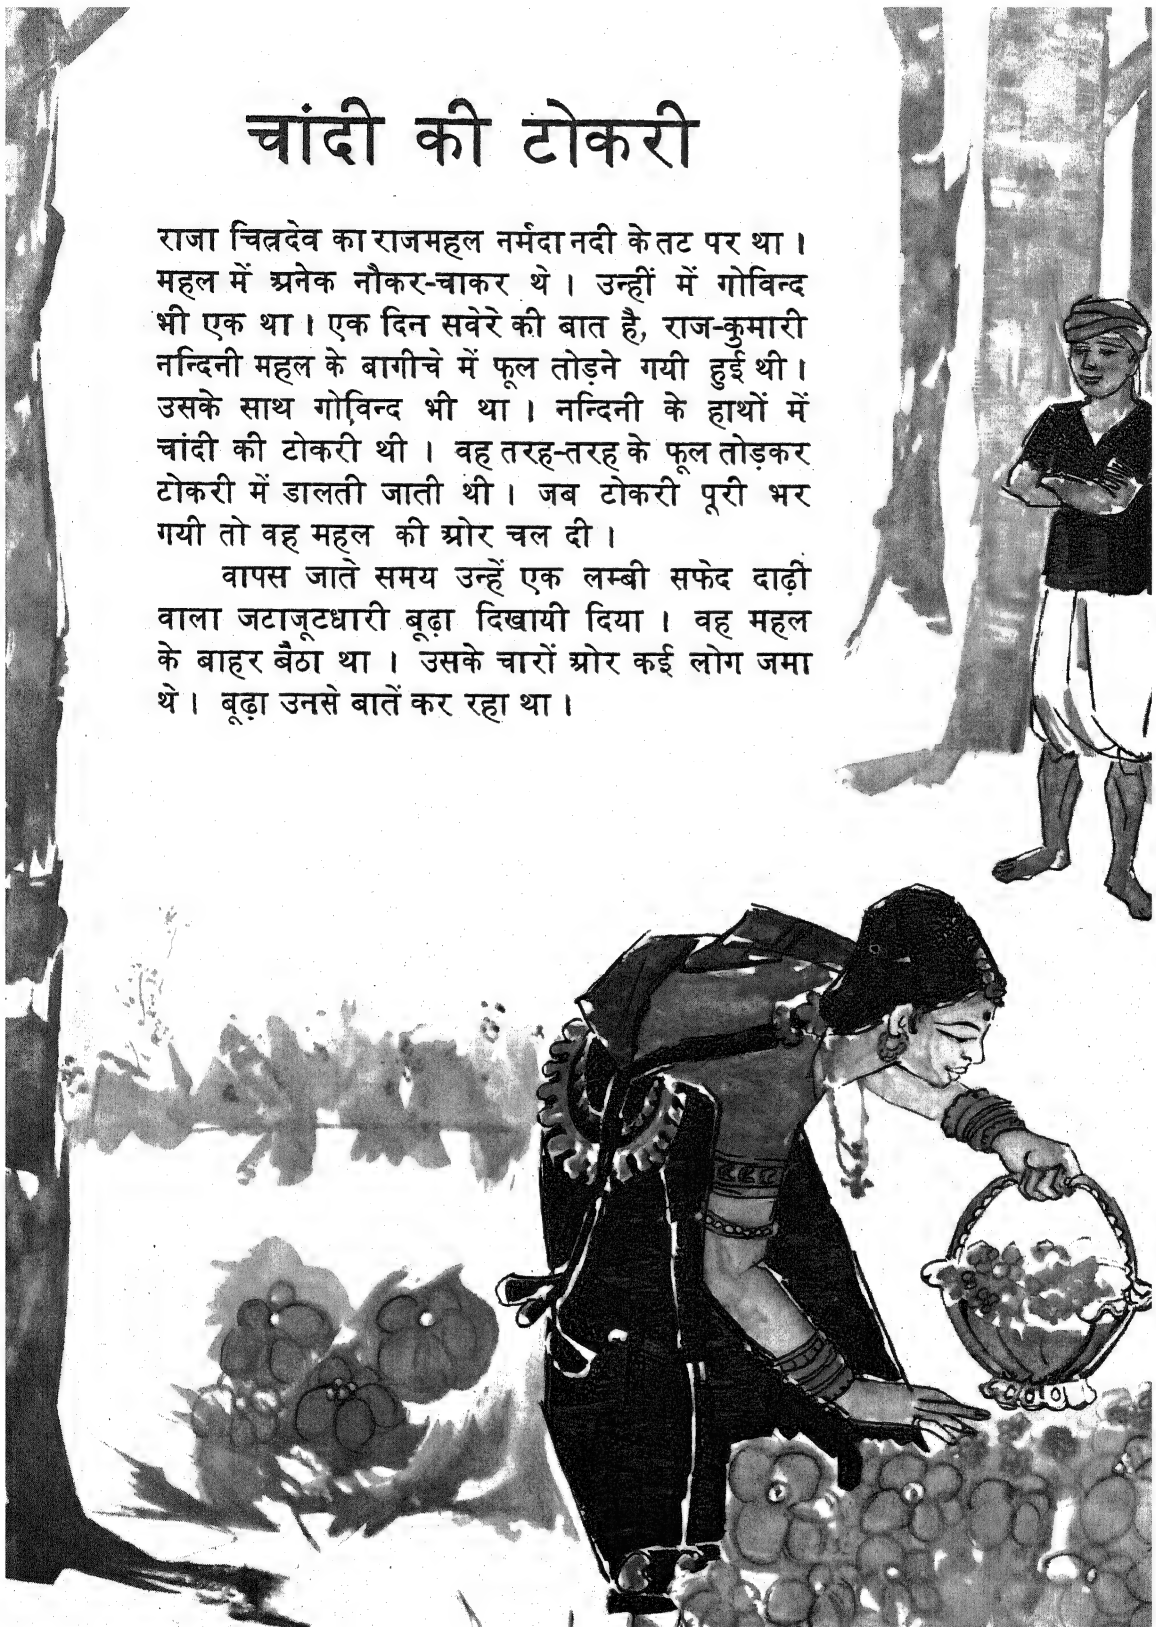 चांदी की टोकरी
राजा चित्रदेव का राजमहल नर्मदा नदी के तट पर था ।
महल में अनेक नौकर-चाकर थे । उन्हीं में गोविन्द
भी एक था । एक दिन सवेरे की बात है, राज-कुमारी
नन्दिनी महल के बागीचे में फूल तोड़ने गयी हुई थी ।
उसके साथ गोविन्द भी था । नन्दिनी के हाथों में
चांदी की टोकरी थी । वह तरह-तरह के फूल तोड़कर
टोकरी में डालती जाती थी । जब टोकरी पूरी भर
गयी तो वह महल की ओर चल दी ।
वापस जाते समय उन्हें एक लम्बी सफेद दाढ़ी
वाला जटाजूटधारी बूढ़ा दिखायी दिया । वह महल
के बाहर बैठा था । उसके चारों ओर कई लोग जमा
थे । बूढ़ा उनसे बातें कर रहा था ।